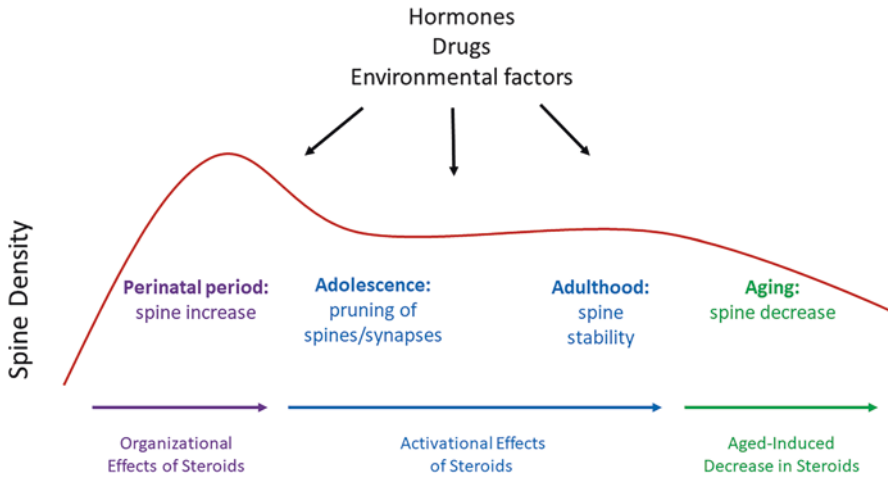 Hormones
Drugs
Environmental factors
Spine Density
Perinatal period:
spine increase
Adolescence:
pruning of
spines/synapses
Adulthood:
spine
stability
Aging:
spine decrease
Organizational
Effects of Steroids
Activational Effects
of Steroids
Aged-Induced
Decrease in Steroids